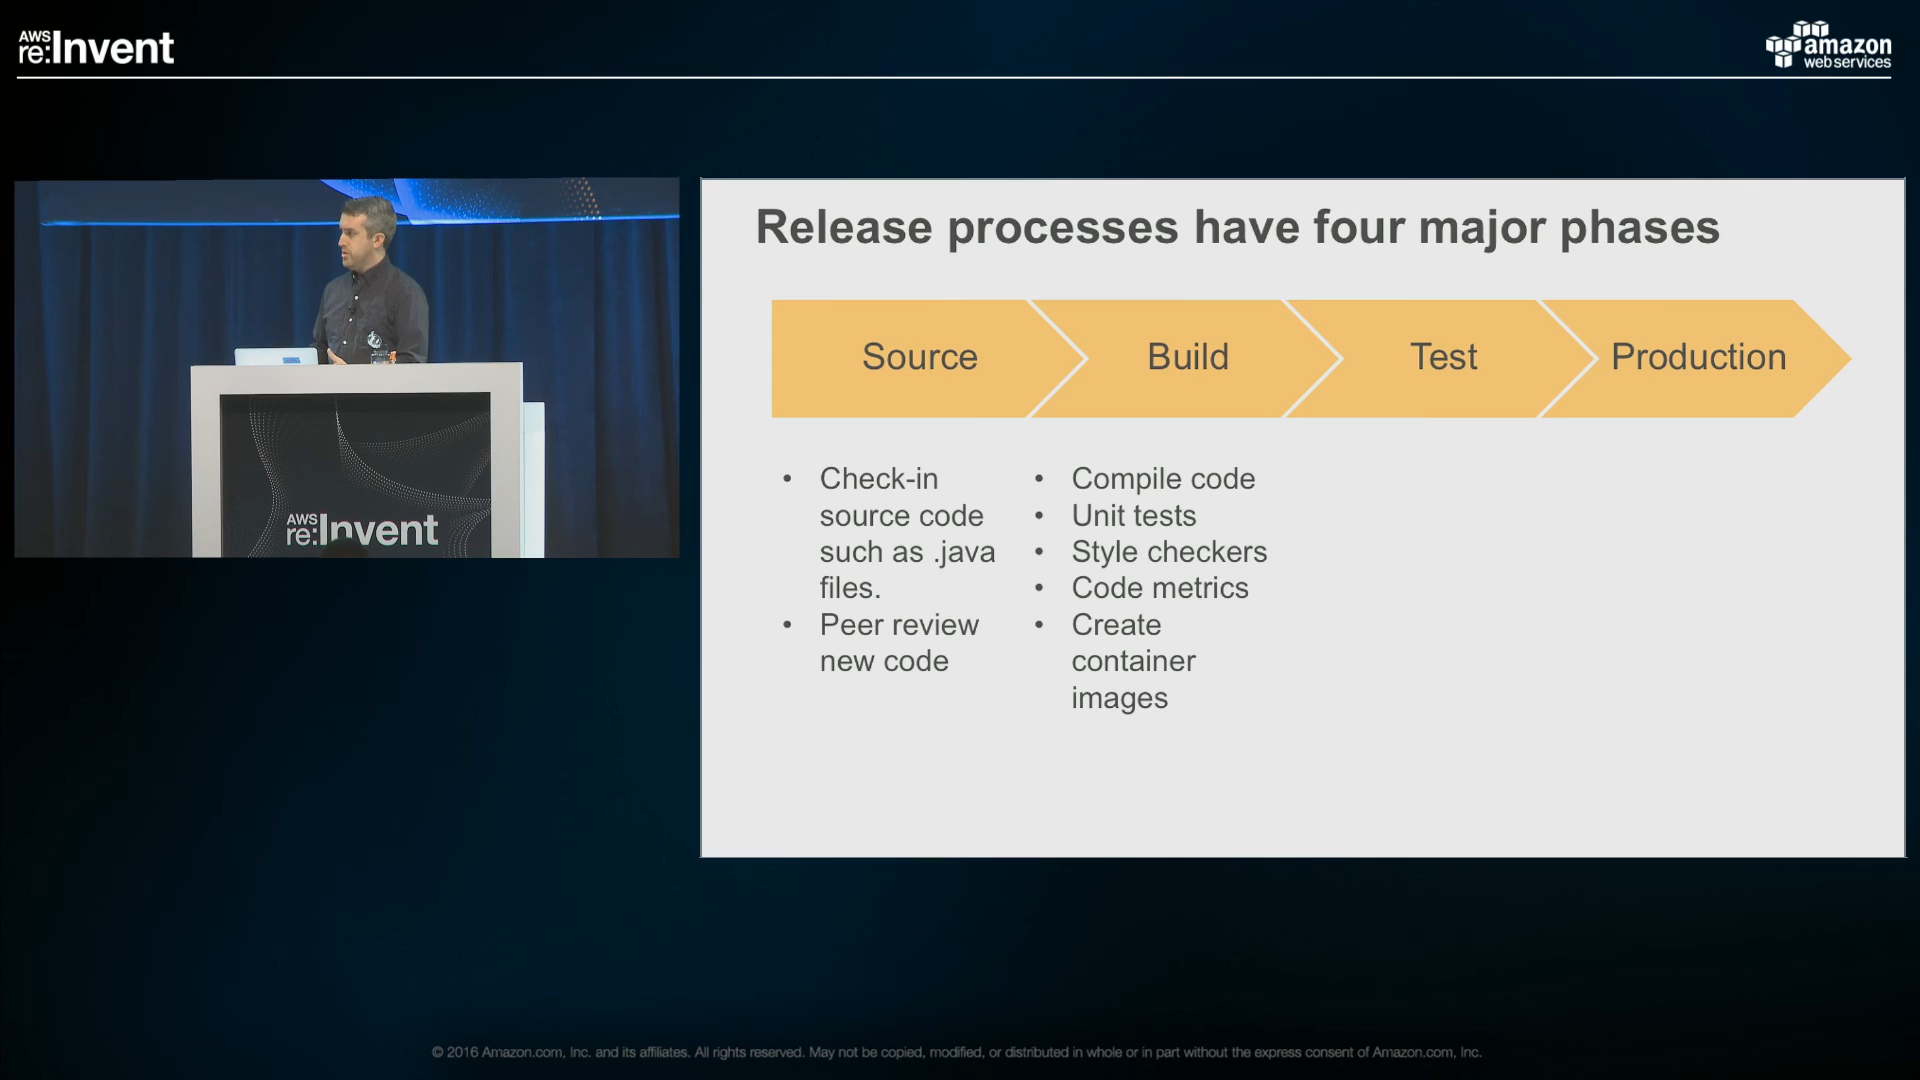 AWS
re:Invent
amazon
web services
AWS
re:Invent
Release processes have four major phases
Source
Build
Test
Production
• Check-in
source code
such as .java
files.
• Peer review
new code
• Compile code
• Unit tests
• Style checkers
• Code metrics
• Create
container
images
© 2016 Amazon.com, Inc. and its affiliates. All rights reserved. May not be copied, modified, or distributed in whole or in part without the express consent of Amazon.com, Inc.